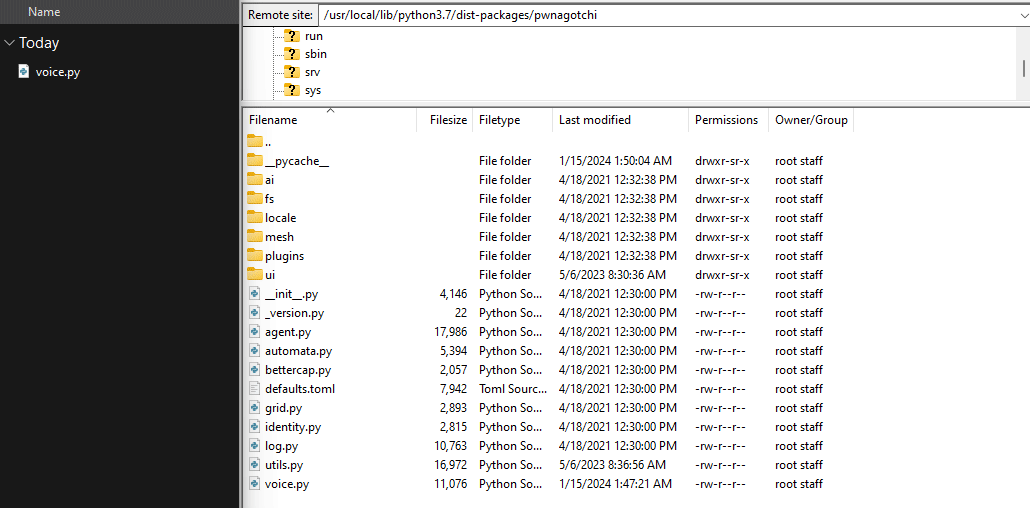 Name
Today
voice.py
Remote site: /usr/local/lib/python3.7/dist-packages/pwnagotchi
run
sbin
srv
sys
Filename Filesize Filetype Last modified Permissions Owner/Group
..
__pycache__ File folder 1/15/2024 1:50:04 AM drwxr-sr-x root staff
ai File folder 4/18/2021 12:32:38 PM drwxr-sr-x root staff
fs File folder 4/18/2021 12:32:38 PM drwxr-sr-x root staff
locale File folder 4/18/2021 12:32:38 PM drwxr-sr-x root staff
mesh File folder 4/18/2021 12:32:38 PM drwxr-sr-x root staff
plugins File folder 4/18/2021 12:32:38 PM drwxr-sr-x root staff
ui File folder 5/6/2023 8:30:36 AM drwxr-sr-x root staff
__init__.py 4,146 Python So... 4/18/2021 12:30:00 PM -rw-r--r-- root staff
_version.py 22 Python So... 4/18/2021 12:30:00 PM -rw-r--r-- root staff
agent.py 17,986 Python So... 4/18/2021 12:30:00 PM -rw-r--r-- root staff
automata.py 5,394 Python So... 4/18/2021 12:30:00 PM -rw-r--r-- root staff
bettercap.py 2,057 Python So... 4/18/2021 12:30:00 PM -rw-r--r-- root staff
defaults.toml 7,942 Toml Sourc... 4/18/2021 12:30:00 PM -rw-r--r-- root staff
grid.py 2,893 Python So... 4/18/2021 12:30:00 PM -rw-r--r-- root staff
identity.py 2,815 Python So... 4/18/2021 12:30:00 PM -rw-r--r-- root staff
log.py 10,763 Python So... 4/18/2021 12:30:00 PM -rw-r--r-- root staff
utils.py 16,972 Python So... 5/6/2023 8:36:56 AM -rw-r--r-- root staff
voice.py 11,076 Python So... 1/15/2024 1:47:21 AM -rw-r--r-- root staff